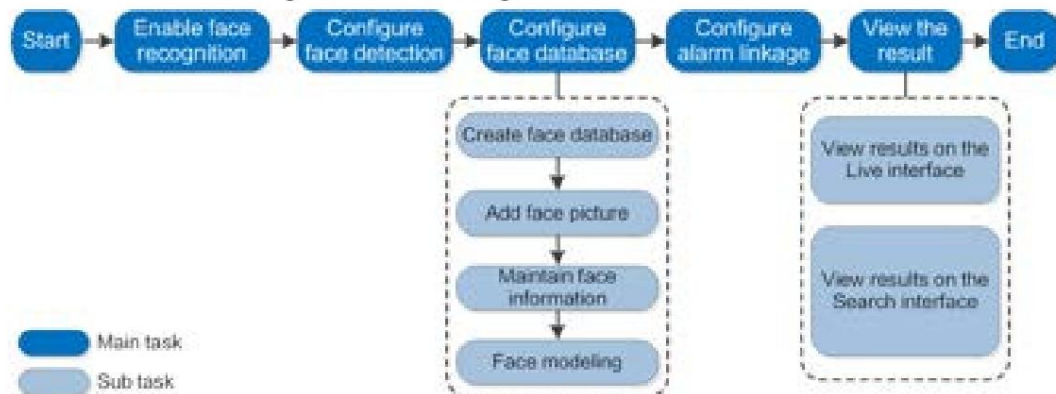 Start
Enable face
recognition
Configure
face detection
Configure
face database
Configure
alarm linkage
View the
result
End
Create face database
Add face picture
Maintain face
information
Face modeling
View results on the
Live interface
View results on the
Search interface
Main task
Sub task